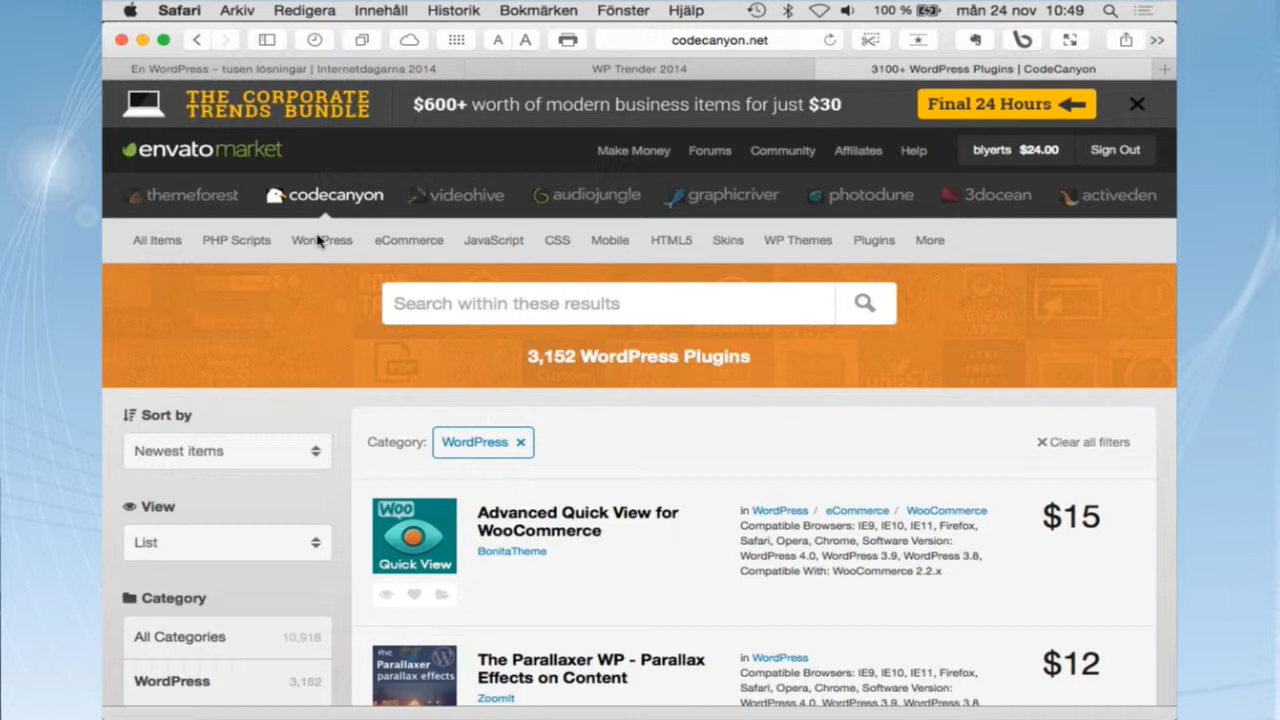 Safari Arkiv Redigera Innehåll Historik Bokmärken Fönster Hjälp 100 % mån 24 nov 10:49
A A codecanyon.net
En WordPress – tusen lösningar | Internetdagarna 2014 WP Trender 2014 3100+ WordPress Plugins | CodeCanyon
THE CORPORATE
TRENDS BUNDLE
$600+ worth of modern business items for just $30
Final 24 Hours
envatomarket Make Money Forums Community Affiliates Help blyerts $24.00 Sign Out
themeforest codecanyon videohive audiojungle graphicriver photodune 3docean activeden
All Items PHP Scripts WordPress eCommerce JavaScript CSS Mobile HTML5 Skins WP Themes Plugins More
Search within these results
3,152 WordPress Plugins
Sort by
Newest items
View
List
Category
All Categories 10,918
WordPress 3,152
Category: WordPress × Clear all filters
Woo
Quick View
Advanced Quick View for
WooCommerce
BonitaTheme
in WordPress / eCommerce / WooCommerce
Compatible Browsers: IE9, IE10, IE11, Firefox,
Safari, Opera, Chrome, Software Version:
WordPress 4.0, WordPress 3.9, WordPress 3.8,
Compatible With: WooCommerce 2.2.x
$15
the
Parallaxer
parallax effects
The Parallaxer WP - Parallax
Effects on Content
ZoomIt
in WordPress
Compatible Browsers: IE9, IE10, IE11, Firefox,
Safari, Opera, Chrome, Software Version:
WordPress 4.0, WordPress 3.9, WordPress 3.8,
$12